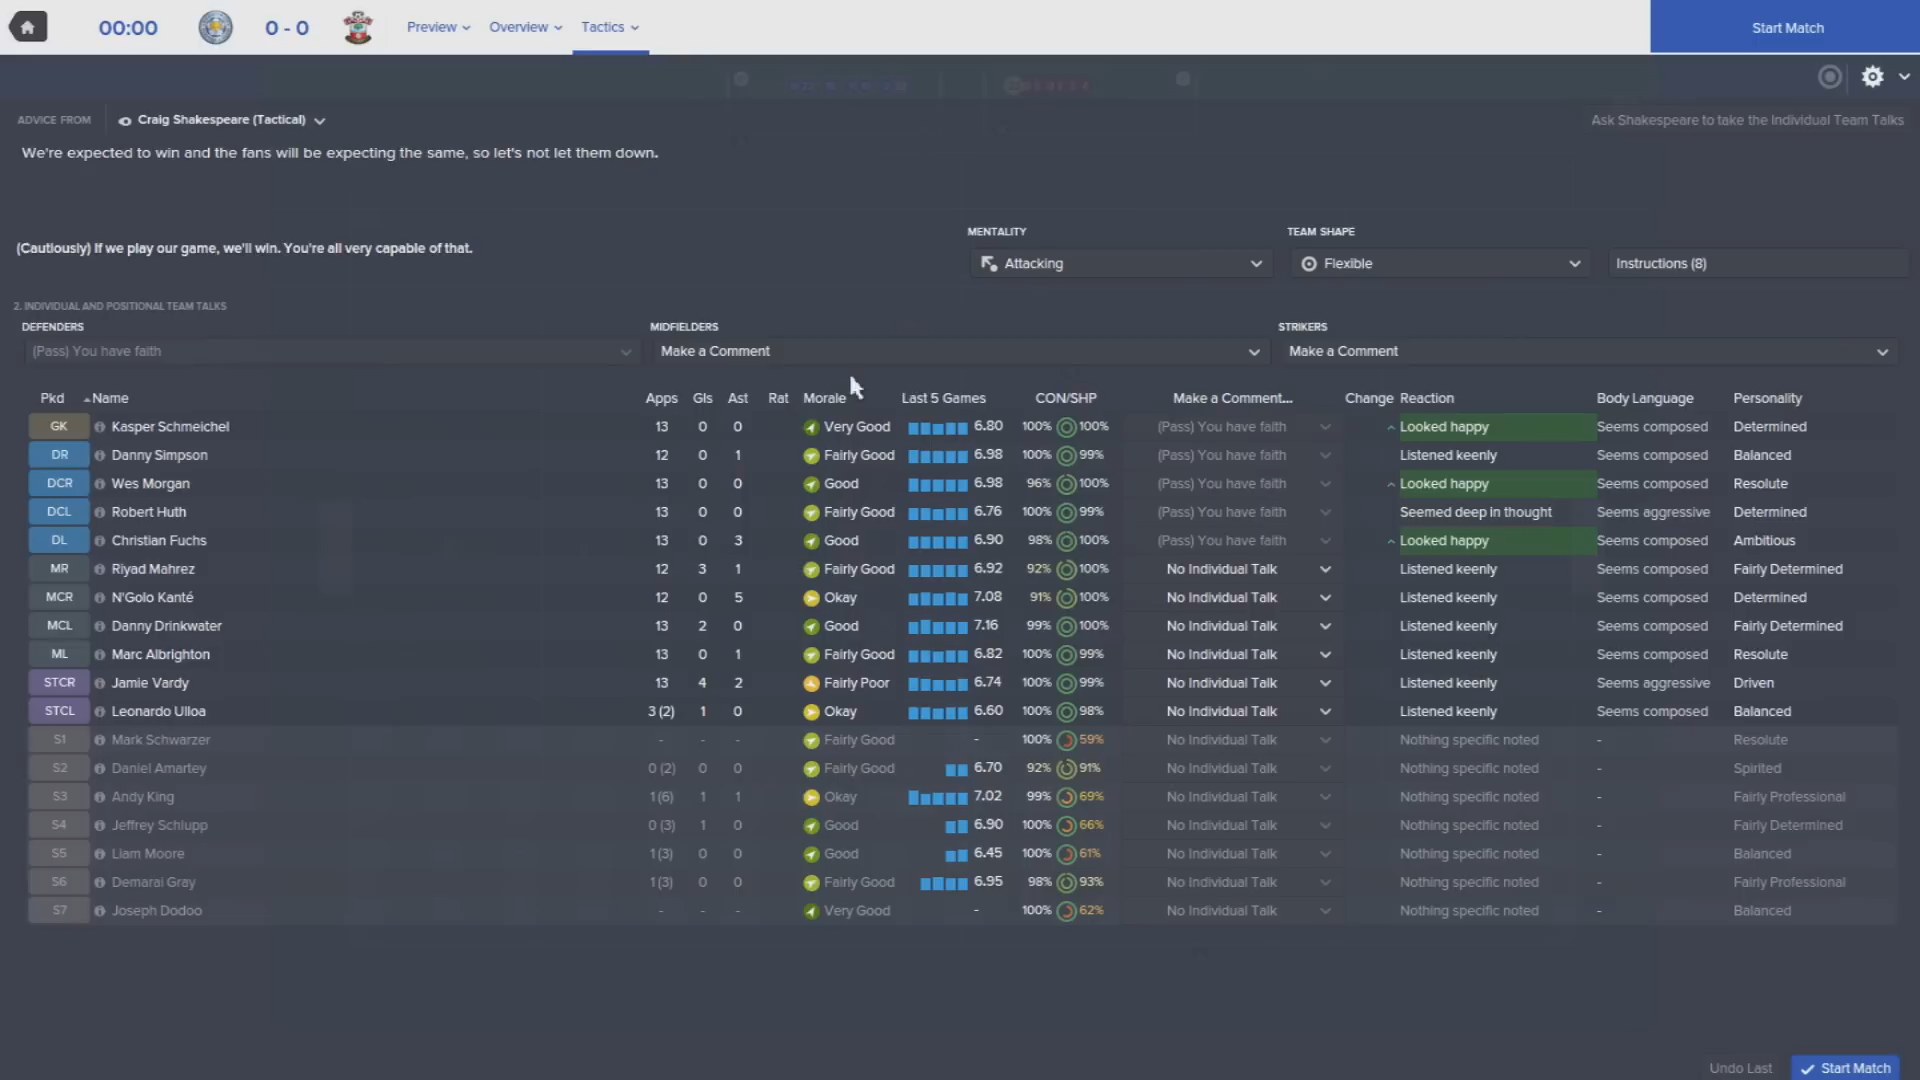 00:00 0 - 0 Preview Overview Tactics Start Match
ADVICE FROM Craig Shakespeare (Tactical) Ask Shakespeare to take the Individual Team Talks
We're expected to win and the fans will be expecting the same, so let's not let them down.
MENTALITY TEAM SHAPE
(Cautiously) If we play our game, we'll win. You're all very capable of that.
Attacking Flexible Instructions (8)
2. INDIVIDUAL AND POSITIONAL TEAM TALKS
DEFENDERS MIDFIELDERS STRIKERS
(Pass) You have faith Make a Comment Make a Comment
Pkd Name Apps Gls Ast Rat Morale Last 5 Games CON/SHP Make a Comment... Change Reaction Body Language Personality
GK Kasper Schmeichel 13 0 0 Very Good 6.80 100% 100% (Pass) You have faith Looked happy Seems composed Determined
DR Danny Simpson 12 0 1 Fairly Good 6.98 100% 99% (Pass) You have faith Listened keenly Seems composed Balanced
DCR Wes Morgan 13 0 0 Good 6.98 96% 100% (Pass) You have faith Looked happy Seems composed Resolute
DCL Robert Huth 13 0 0 Fairly Good 6.76 100% 99% (Pass) You have faith Seemed deep in thought Seems aggressive Determined
DL Christian Fuchs 13 0 3 Good 6.90 98% 100% (Pass) You have faith Looked happy Seems composed Ambitious
MR Riyad Mahrez 12 3 1 Fairly Good 6.92 92% 100% No Individual Talk Listened keenly Seems composed Fairly Determined
MCR N'Golo Kanté 12 0 5 Okay 7.08 91% 100% No Individual Talk Listened keenly Seems composed Determined
MCL Danny Drinkwater 13 2 0 Good 7.16 99% 100% No Individual Talk Listened keenly Seems composed Fairly Determined
ML Marc Albrighton 13 0 1 Fairly Good 6.82 100% 99% No Individual Talk Listened keenly Seems composed Resolute
STCR Jamie Vardy 13 4 2 Fairly Poor 6.74 100% 99% No Individual Talk Listened keenly Seems aggressive Driven
STCL Leonardo Ulloa 3 (2) 1 0 Okay 6.60 100% 98% No Individual Talk Listened keenly Seems composed Balanced
S1 Mark Schwarzer - - - Fairly Good - 100% 59% No Individual Talk Nothing specific noted - Resolute
S2 Daniel Amartey 0 (2) 0 0 Fairly Good 6.70 92% 91% No Individual Talk Nothing specific noted - Spirited
S3 Andy King 1 (6) 1 1 Okay 7.02 99% 69% No Individual Talk Nothing specific noted - Fairly Professional
S4 Jeffrey Schlupp 0 (3) 1 0 Good 6.90 100% 66% No Individual Talk Nothing specific noted - Fairly Determined
S5 Liam Moore 1 (3) 0 0 Good 6.45 100% 61% No Individual Talk Nothing specific noted - Balanced
S6 Demarai Gray 1 (3) 0 0 Fairly Good 6.95 98% 93% No Individual Talk Nothing specific noted - Fairly Professional
S7 Joseph Dodoo - - - Very Good - 100% 62% No Individual Talk Nothing specific noted - Balanced
Undo Last Start Match